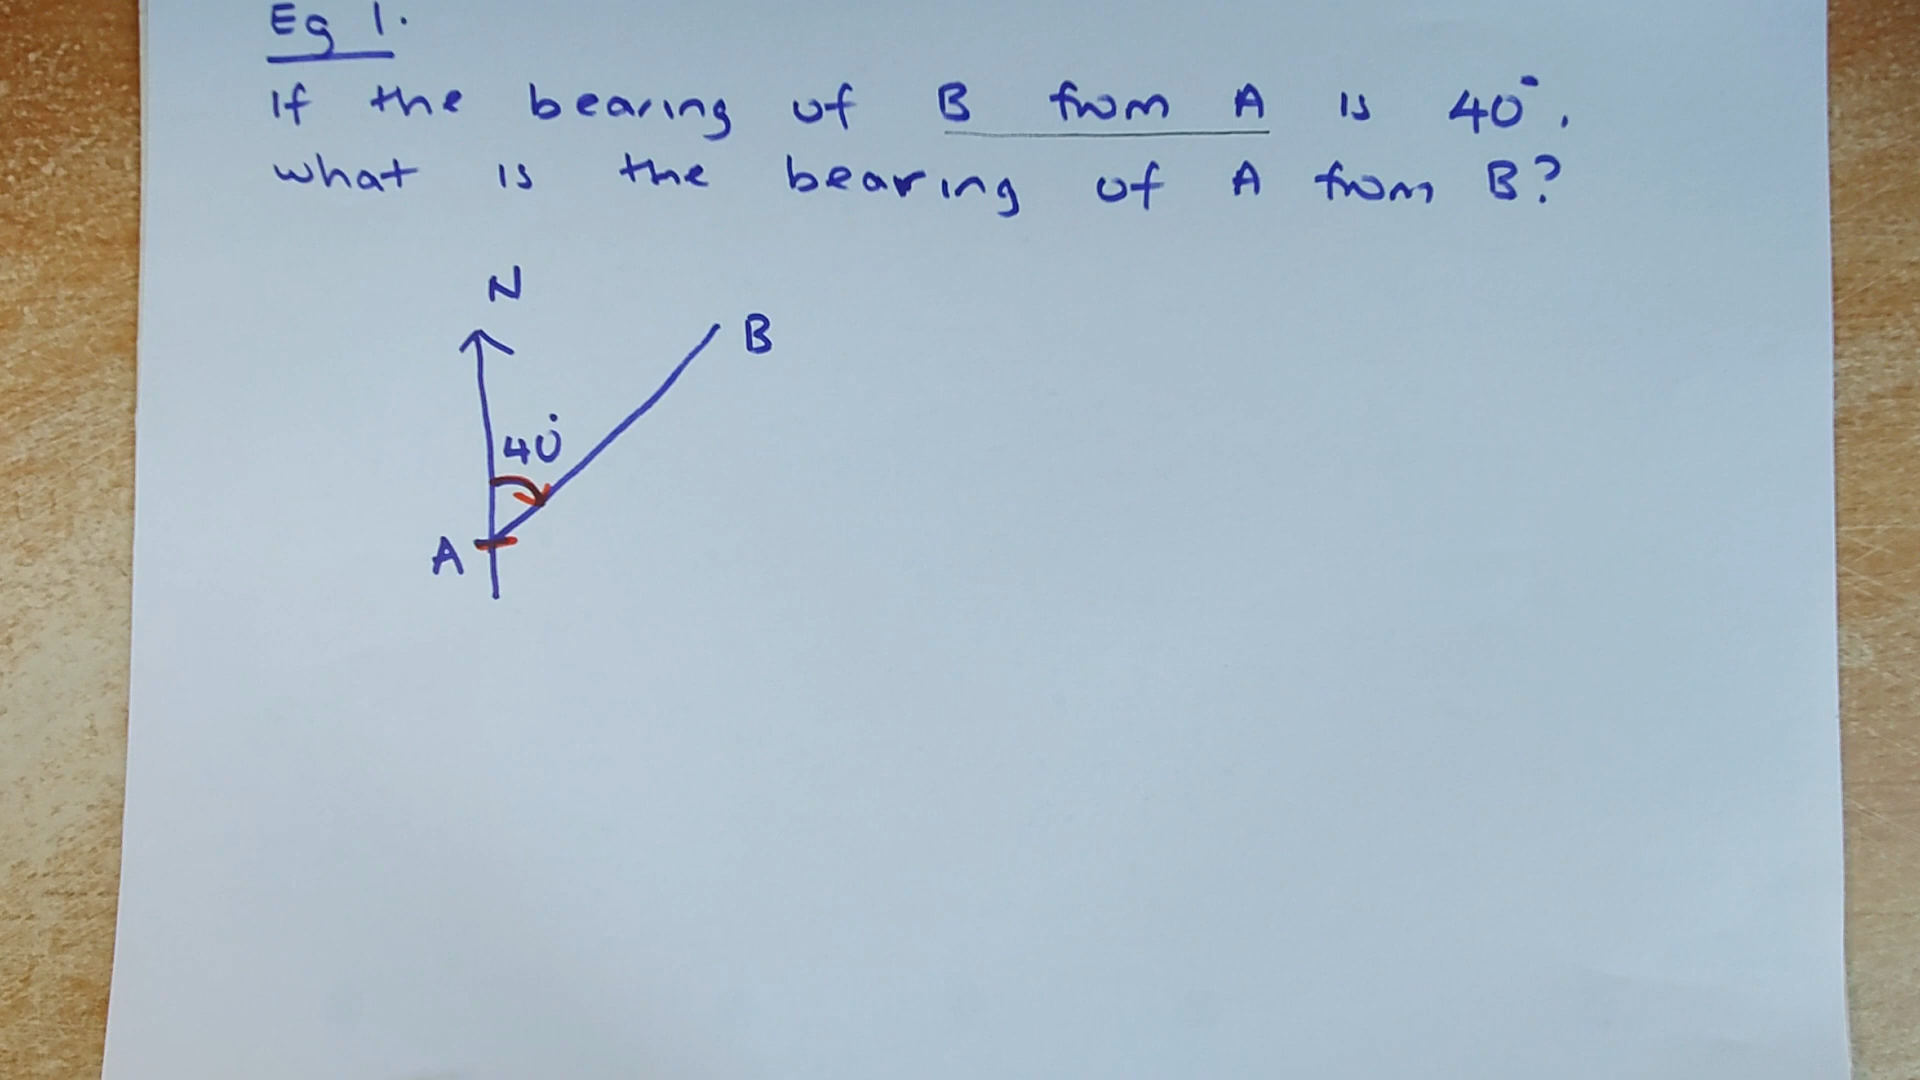 Eg 1.
If the bearing of B from A is 40°.
what is the bearing of A from B?
N
B
40°
A